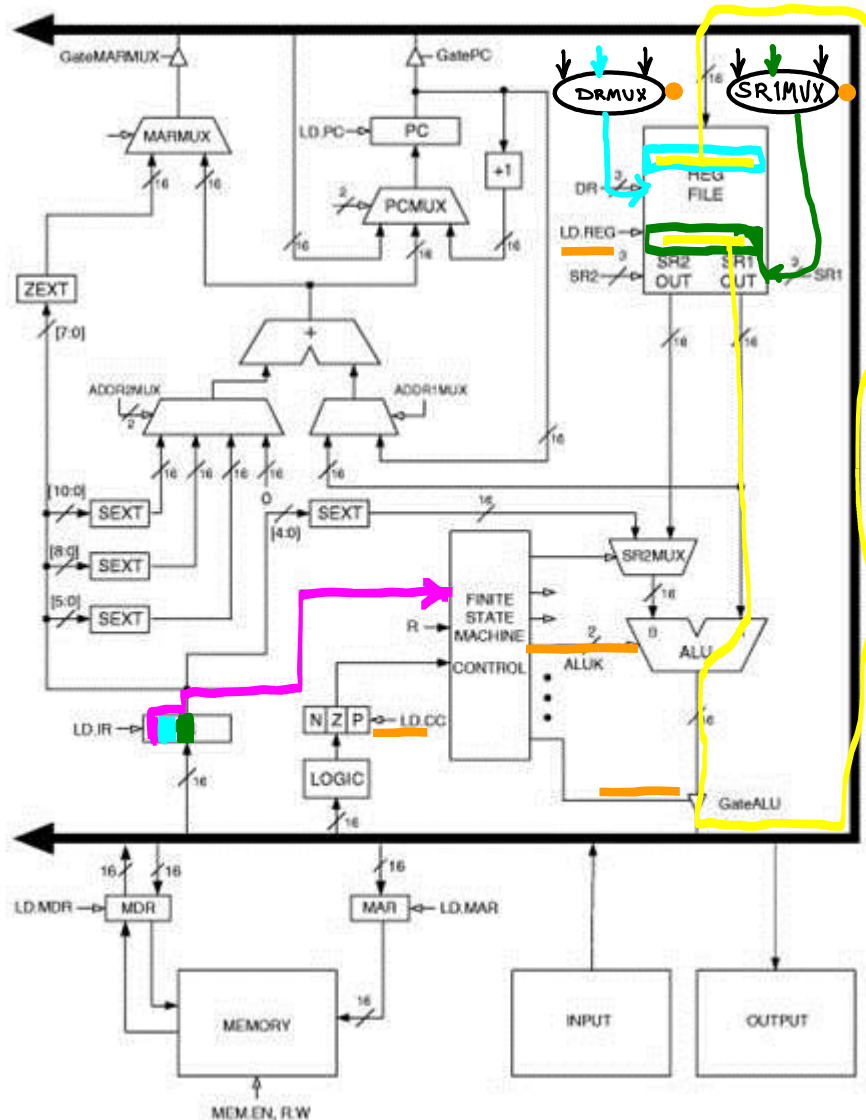 GateMARMUX
GatePC
16
DRMUX
SR1MUX
MARMUX
LD.PC
PC
+1
16
16
2
PCMUX
DR
3
REG
FILE
LD.REG
16
16
16
SR2
3
SR2
OUT
SR1
OUT
3
SR1
ZEXT
[7:0]
+
16
16
ADDR2MUX
2
ADDR1MUX
16
16
16
16
16
16
[10:0]
SEXT
0
[4:0]
SEXT
16
[8:0]
SEXT
SR2MUX
[5:0]
SEXT
16
FINITE
STATE
MACHINE
CONTROL
R
2
ALUK
B
ALU
LD.IR
N Z P
LD.CC
16
LOGIC
16
16
GateALU
16
16
16
LD.MDR
MDR
MAR
LD.MAR
16
MEMORY
INPUT
OUTPUT
MEM.EN, R.W